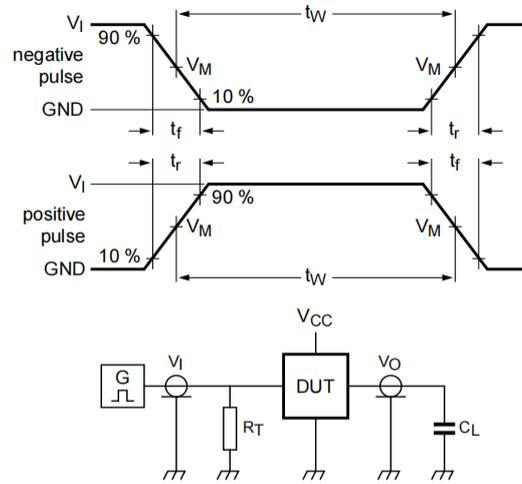 tW
VI
90 %
negative
pulse
VM
VM
10 %
GND
tf
tr
tr
tf
VI
90 %
positive
pulse
VM
VM
10 %
GND
tW
VCC
G
VI
DUT
VO
RT
CL